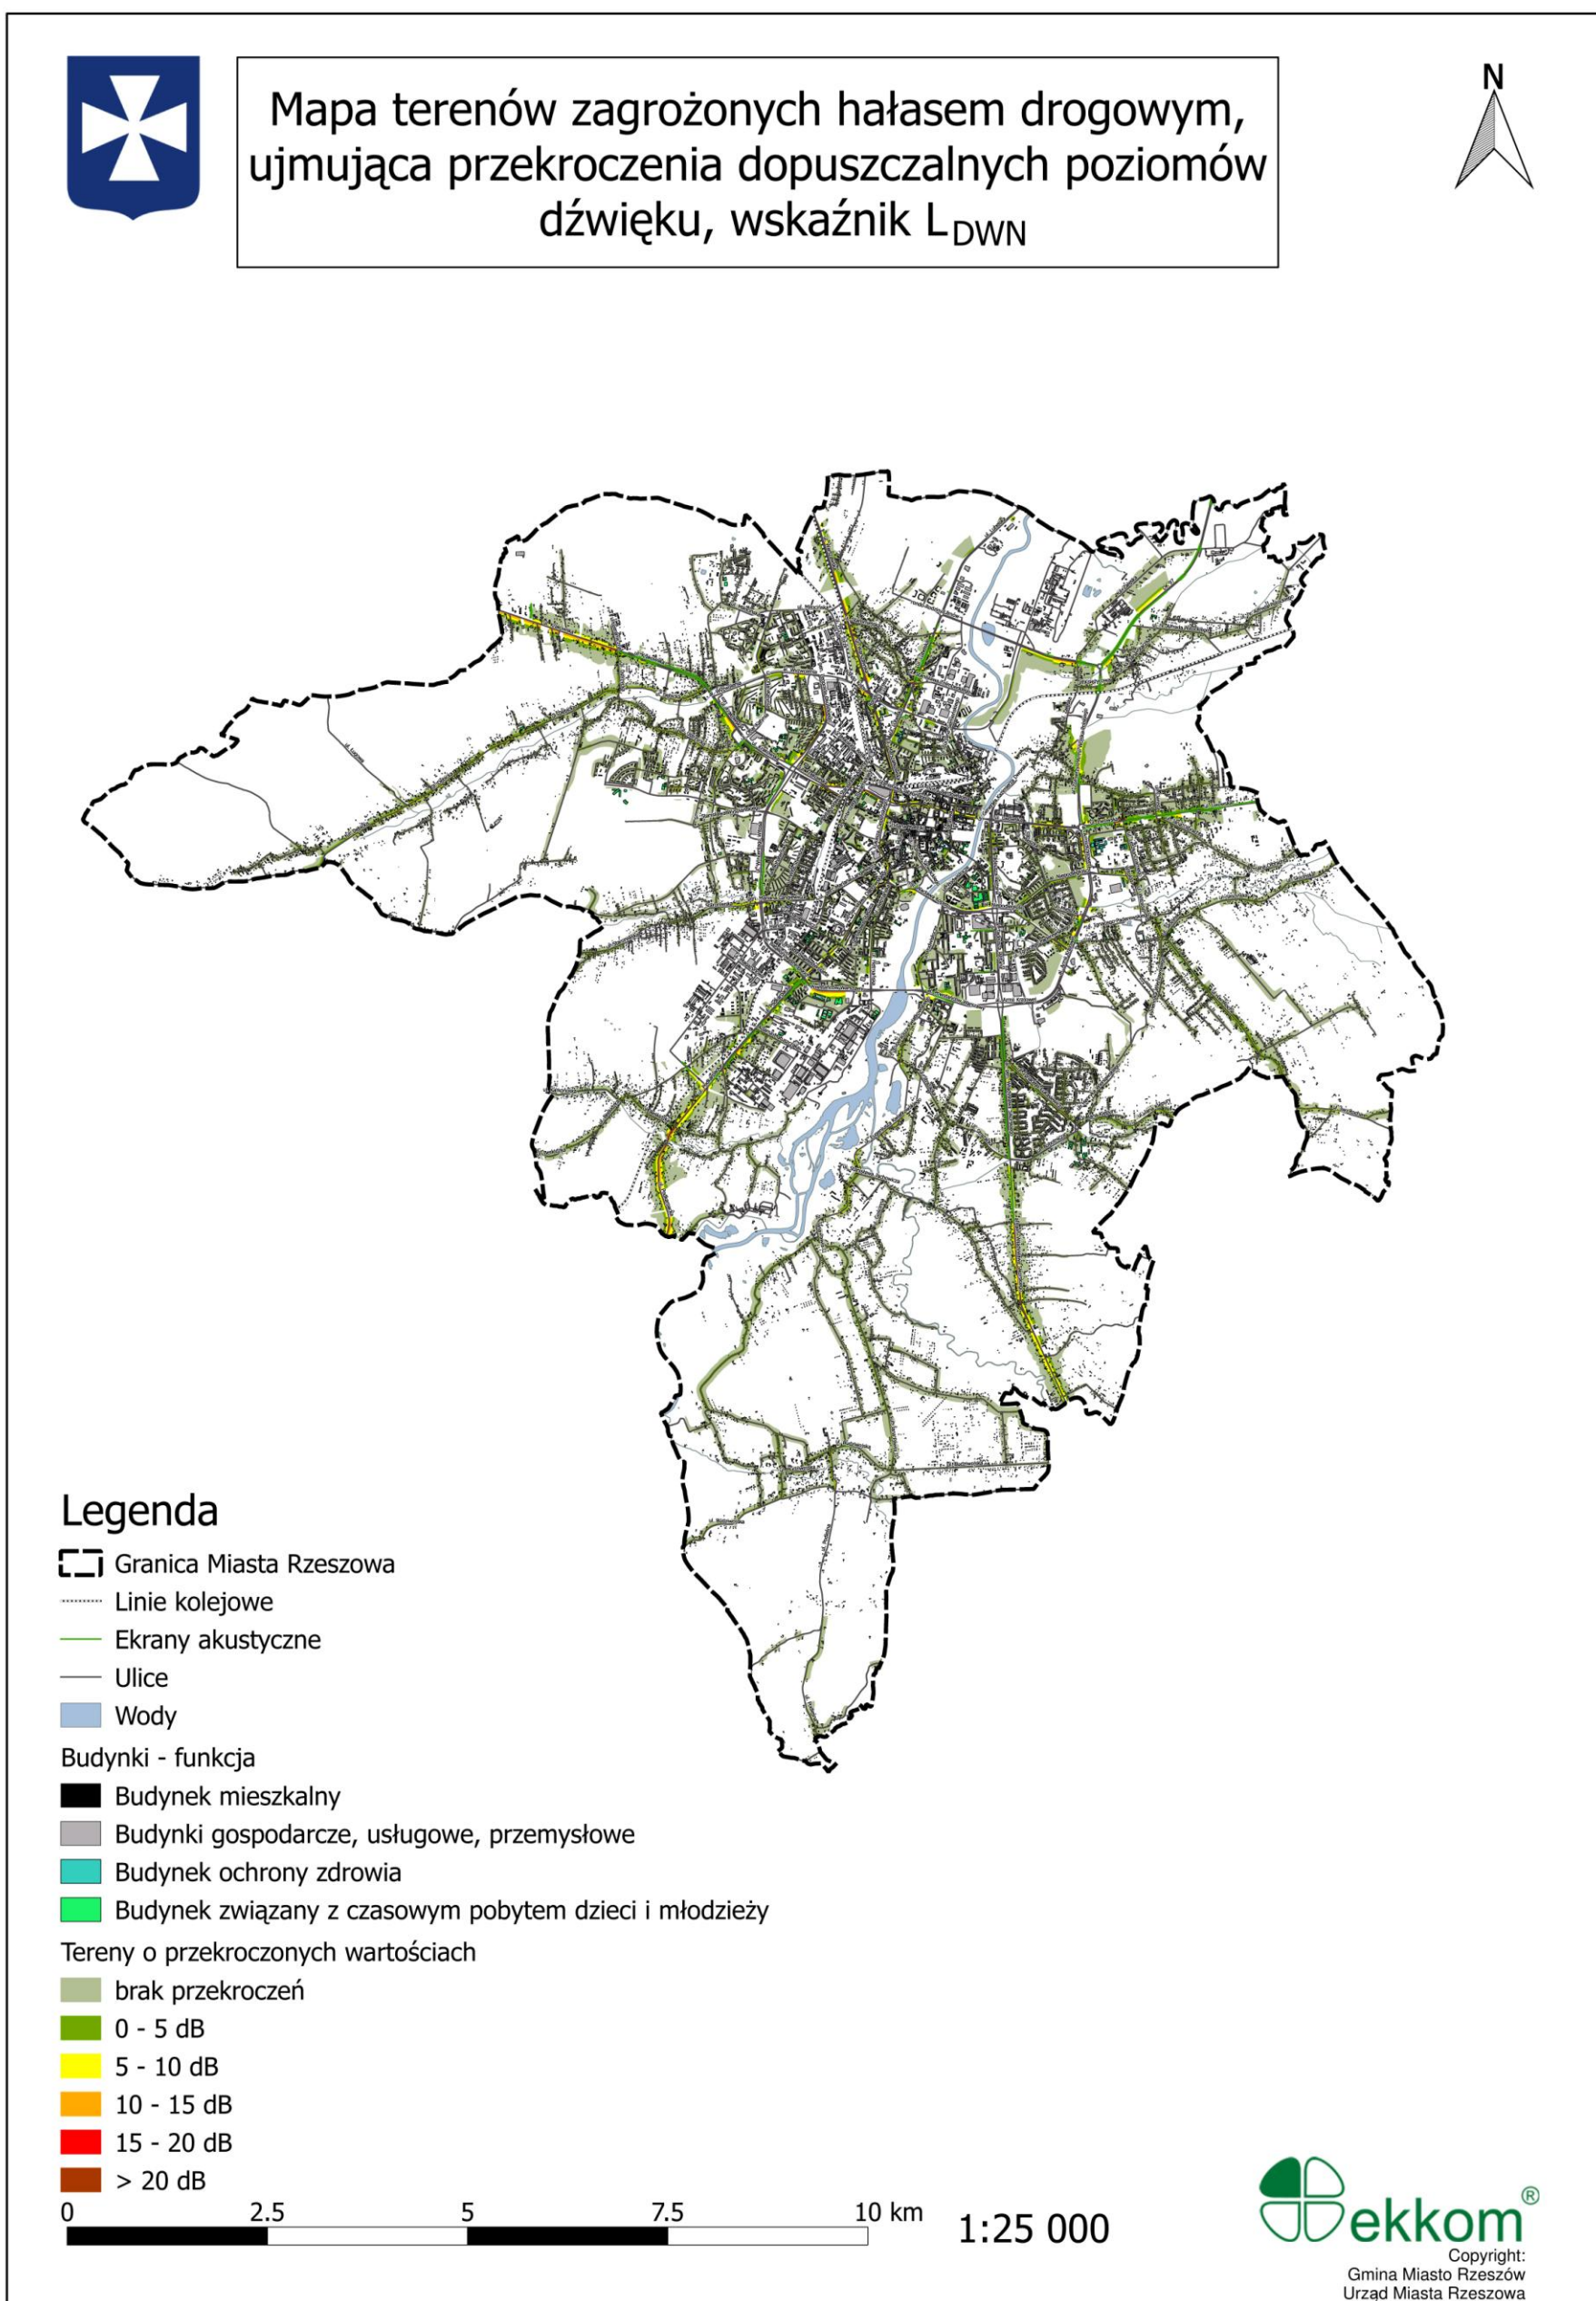 Mapa terenów zagrożonych hałasem drogowym,
ujmująca przekroczenia dopuszczalnych poziomów
dźwięku, wskaźnik L DWN
N
Legenda
Granica Miasta Rzeszowa
Linie kolejowe
Ekrany akustyczne
Ulice
Wody
Budynki - funkcja
Budynek mieszkalny
Budynki gospodarcze, usługowe, przemysłowe
Budynek ochrony zdrowia
Budynek związany z czasowym pobytem dzieci i młodzieży
Tereny o przekroczonych wartościach
brak przekroczeń
0 - 5 dB
5 - 10 dB
10 - 15 dB
15 - 20 dB
> 20 dB
0 2.5 5 7.5 10 km
1:25 000
ekkom®
Copyright:
Gmina Miasto Rzeszów
Urząd Miasta Rzeszowa